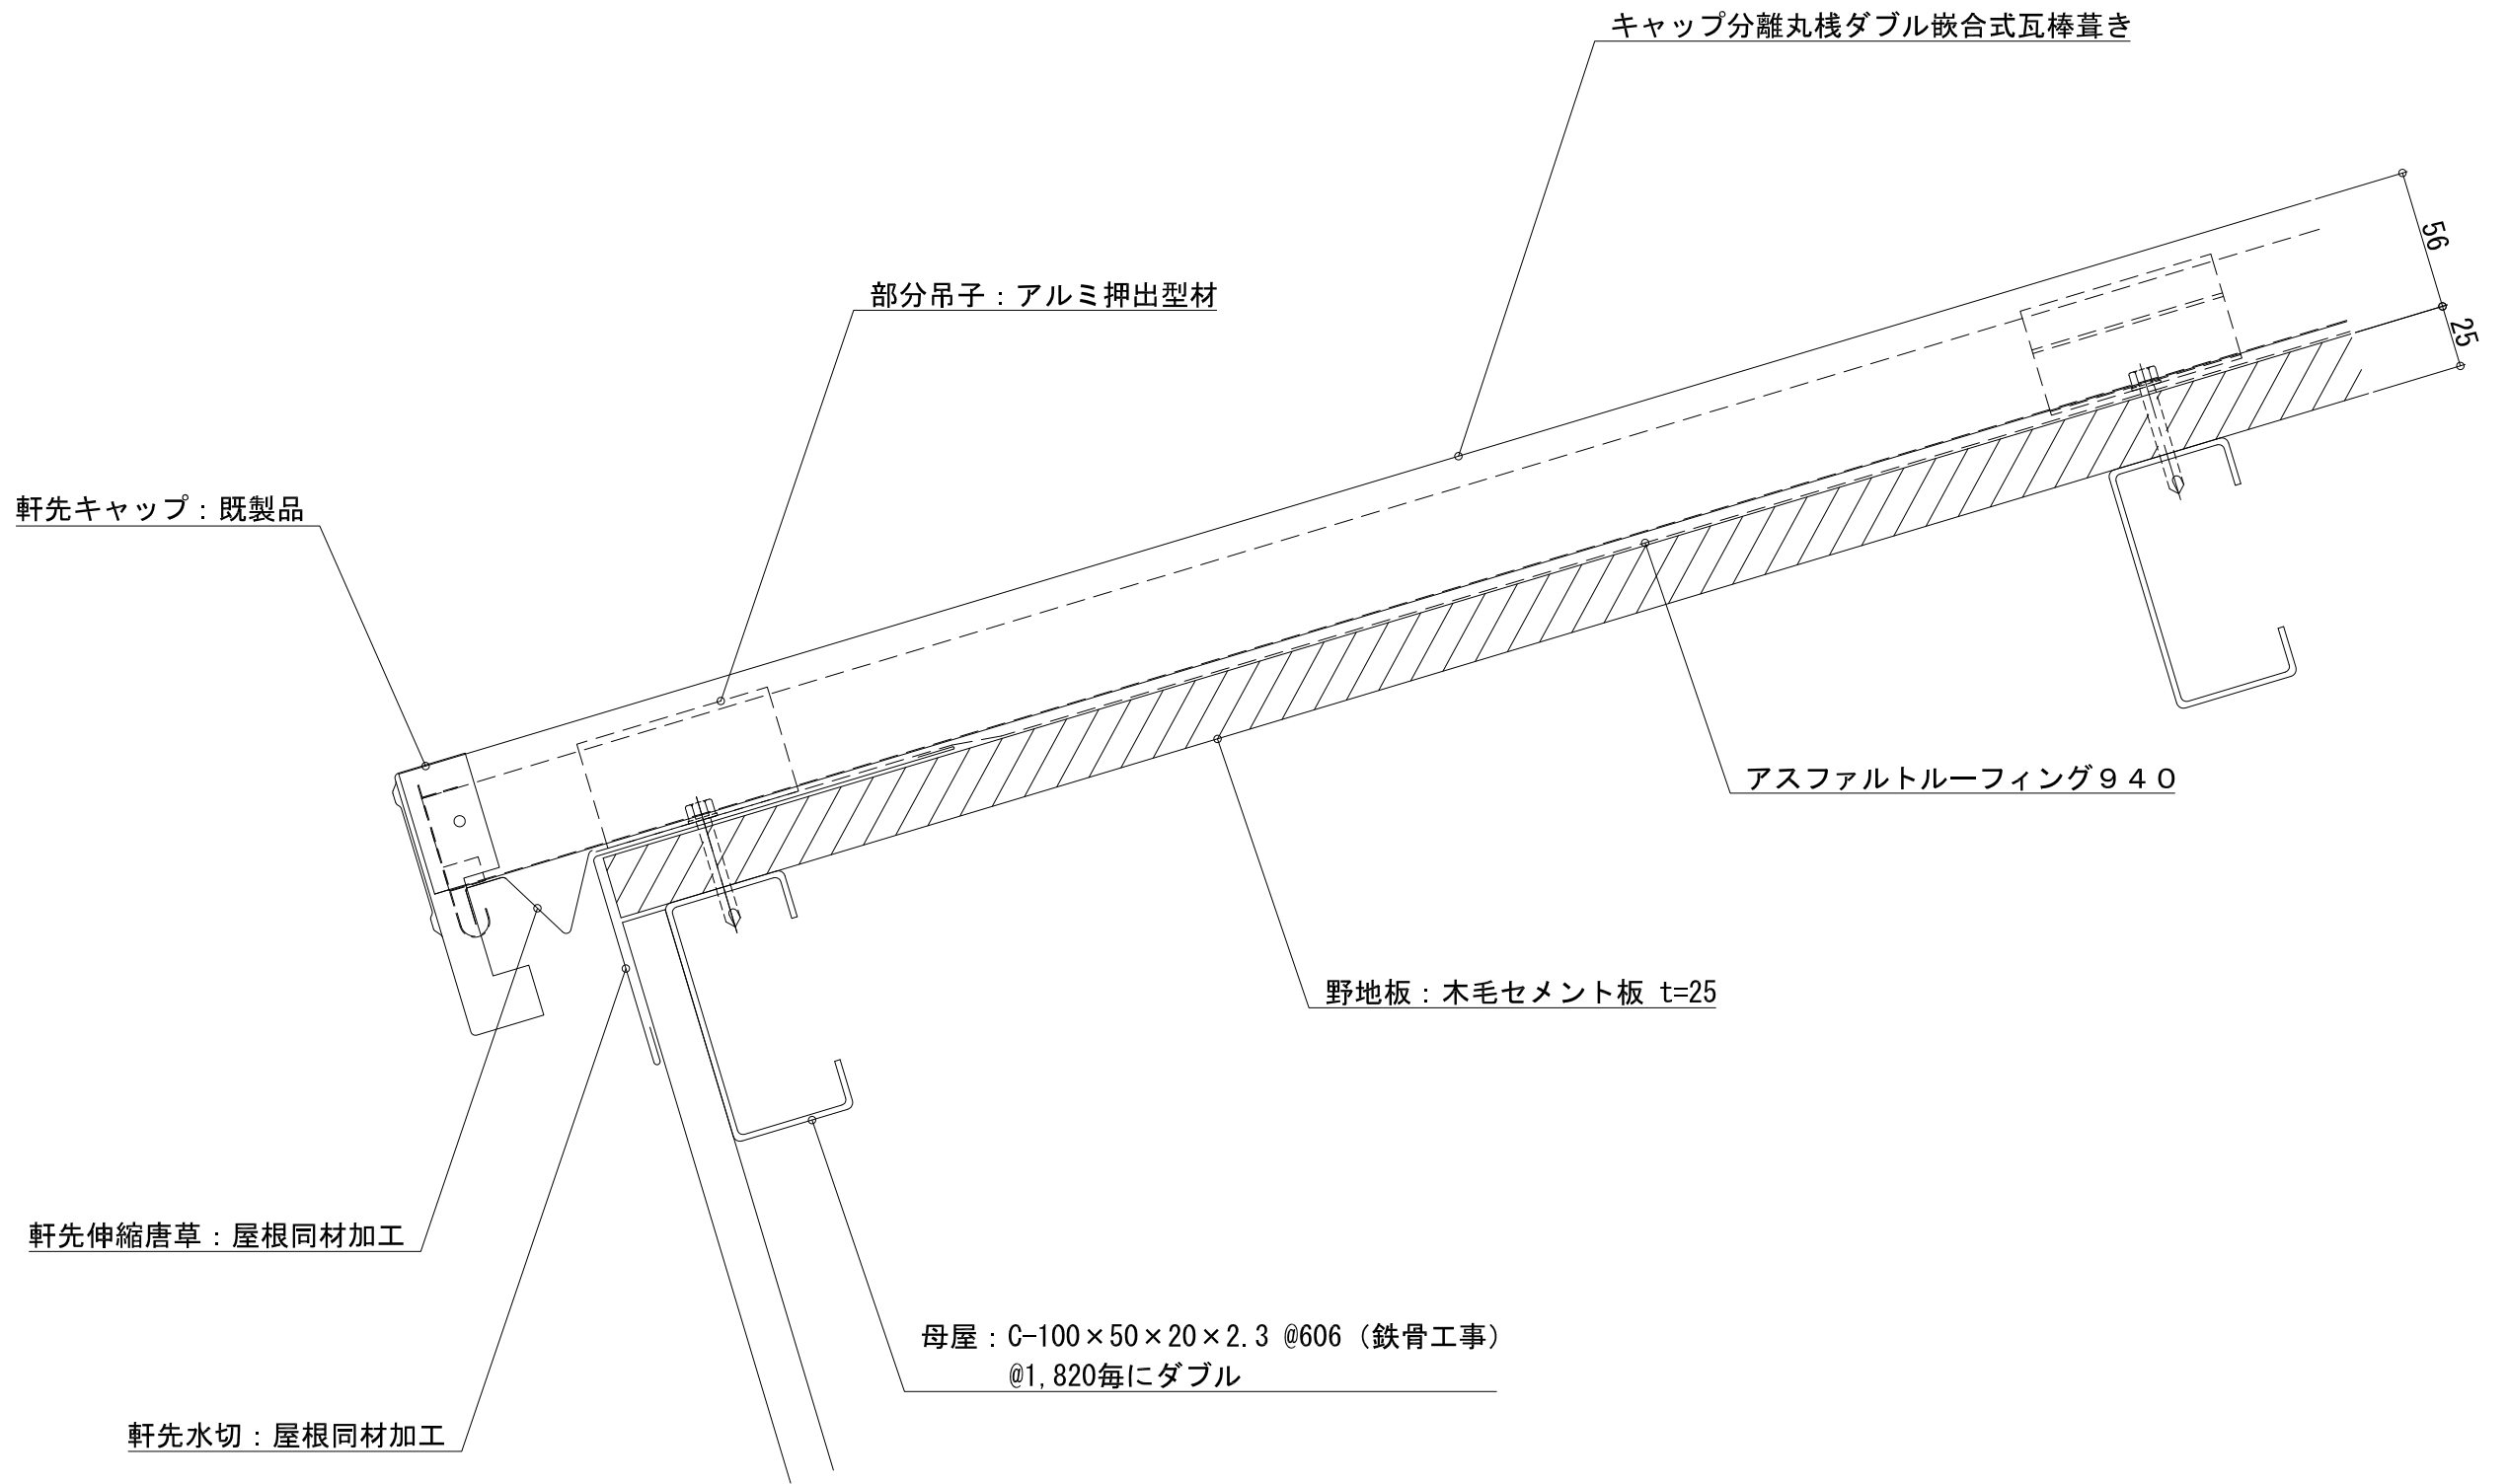 キャップ分離丸桟ダブル嵌合式瓦棒葺き
56
25
部分吊子：アルミ押出型材
軒先キャップ：既製品
アスファルトルーフィング９４０
野地板：木毛セメント板 t=25
軒先伸縮唐草：屋根同材加工
母屋：C-100×50×20×2.3 @606（鉄骨工事）
@1,820毎にダブル
軒先水切：屋根同材加工